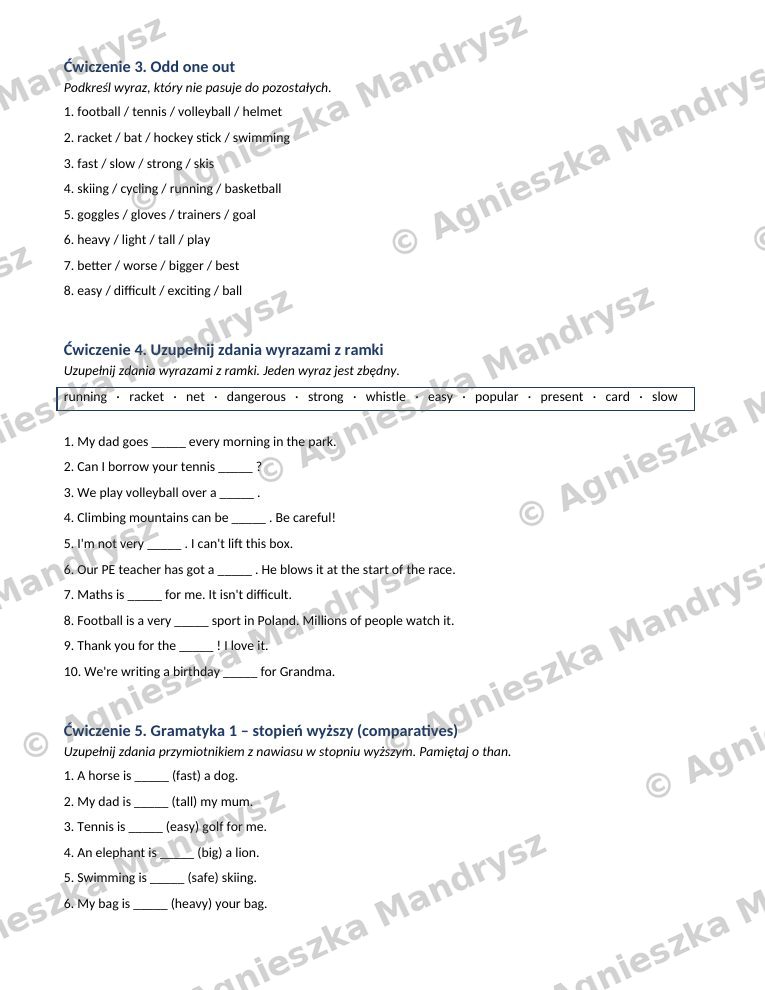 Ćwiczenie 3. Odd one out
Podkreśl wyraz, który nie pasuje do pozostałych.
1. football / tennis / volleyball / helmet
2. racket / bat / hockey stick / swimming
3. fast / slow / strong / skis
4. skiing / cycling / running / basketball
5. goggles / gloves / trainers / goal
6. heavy / light / tall / play
7. better / worse / bigger / best
8. easy / difficult / exciting / ball
Ćwiczenie 4. Uzupełnij zdania wyrazami z ramki
Uzupełnij zdania wyrazami z ramki. Jeden wyraz jest zbędny.
running · racket · net · dangerous · strong · whistle · easy · popular · present · card · slow
1. My dad goes _____ every morning in the park.
2. Can I borrow your tennis _____ ?
3. We play volleyball over a _____ .
4. Climbing mountains can be _____ . Be careful!
5. I'm not very _____ . I can't lift this box.
6. Our PE teacher has got a _____ . He blows it at the start of the race.
7. Maths is _____ for me. It isn't difficult.
8. Football is a very _____ sport in Poland. Millions of people watch it.
9. Thank you for the _____ ! I love it.
10. We're writing a birthday _____ for Grandma.
Ćwiczenie 5. Gramatyka 1 – stopień wyższy (comparatives)
Uzupełnij zdania przymiotnikiem z nawiasu w stopniu wyższym. Pamiętaj o than.
1. A horse is _____ (fast) a dog.
2. My dad is _____ (tall) my mum.
3. Tennis is _____ (easy) golf for me.
4. An elephant is _____ (big) a lion.
5. Swimming is _____ (safe) skiing.
6. My bag is _____ (heavy) your bag.
© Agnieszka Mandrysz